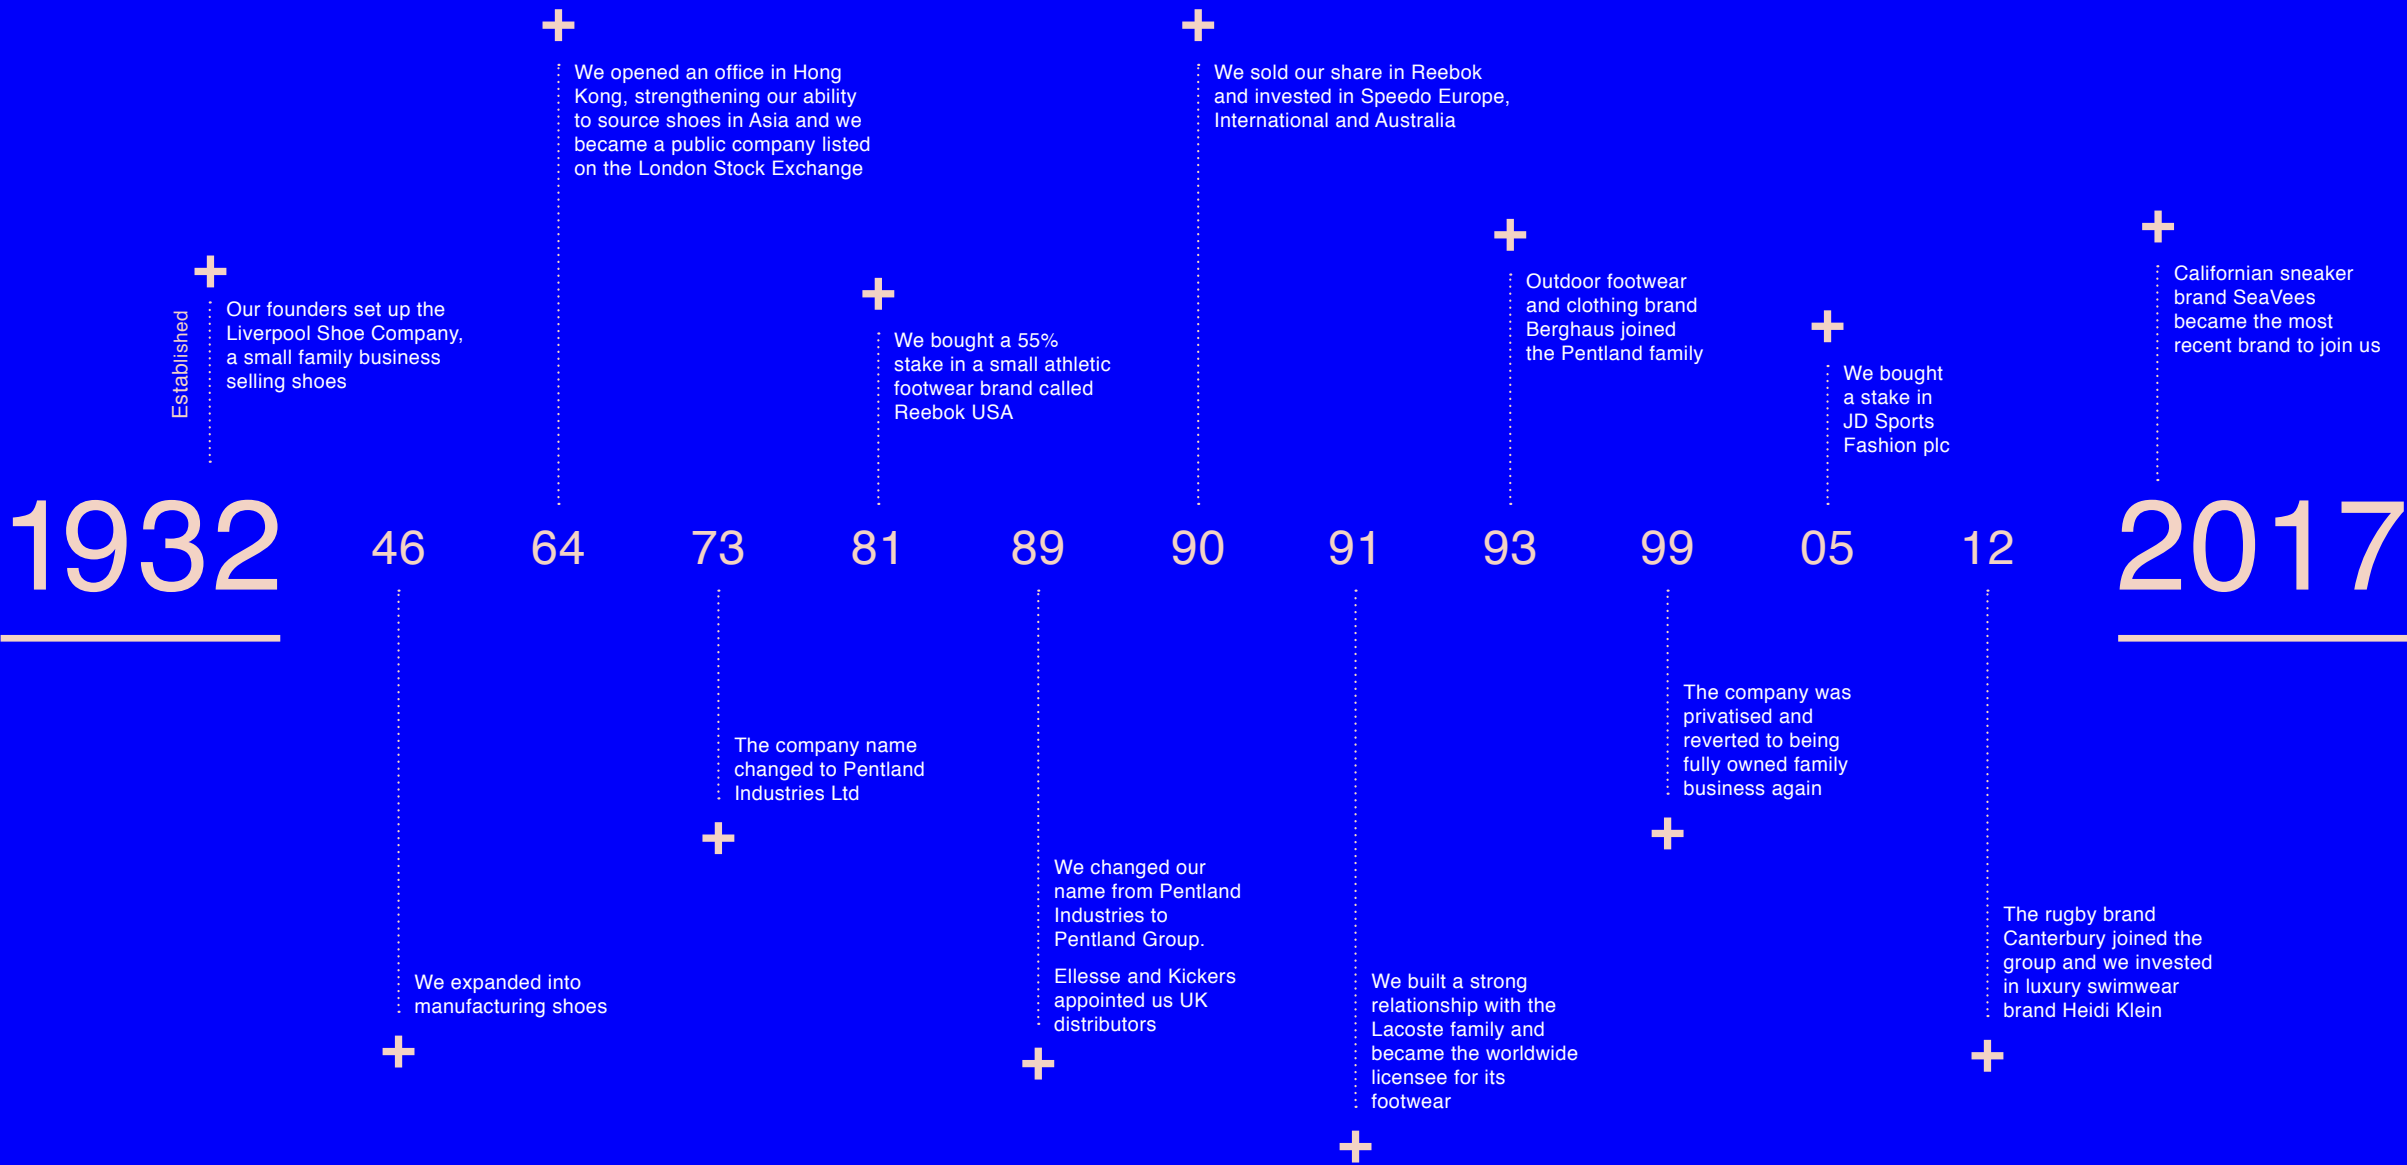 Established
Our founders set up the
Liverpool Shoe Company,
a small family business
selling shoes
1932
46
We expanded into
manufacturing shoes
We opened an office in Hong
Kong, strengthening our ability
to source shoes in Asia and we
became a public company listed
on the London Stock Exchange
64
73
The company name
changed to Pentland
Industries Ltd
We bought a 55%
stake in a small athletic
footwear brand called
Reebok USA
81
89
We changed our
name from Pentland
Industries to
Pentland Group.
Ellesse and Kickers
appointed us UK
distributors
We sold our share in Reebok
and invested in Speedo Europe,
International and Australia
90
91
We built a strong
relationship with the
Lacoste family and
became the worldwide
licensee for its
footwear
Outdoor footwear
and clothing brand
Berghaus joined
the Pentland family
93
99
The company was
privatised and
reverted to being
fully owned family
business again
We bought
a stake in
JD Sports
Fashion plc
05
12
The rugby brand
Canterbury joined the
group and we invested
in luxury swimwear
brand Heidi Klein
Californian sneaker
brand SeaVees
became the most
recent brand to join us
2017